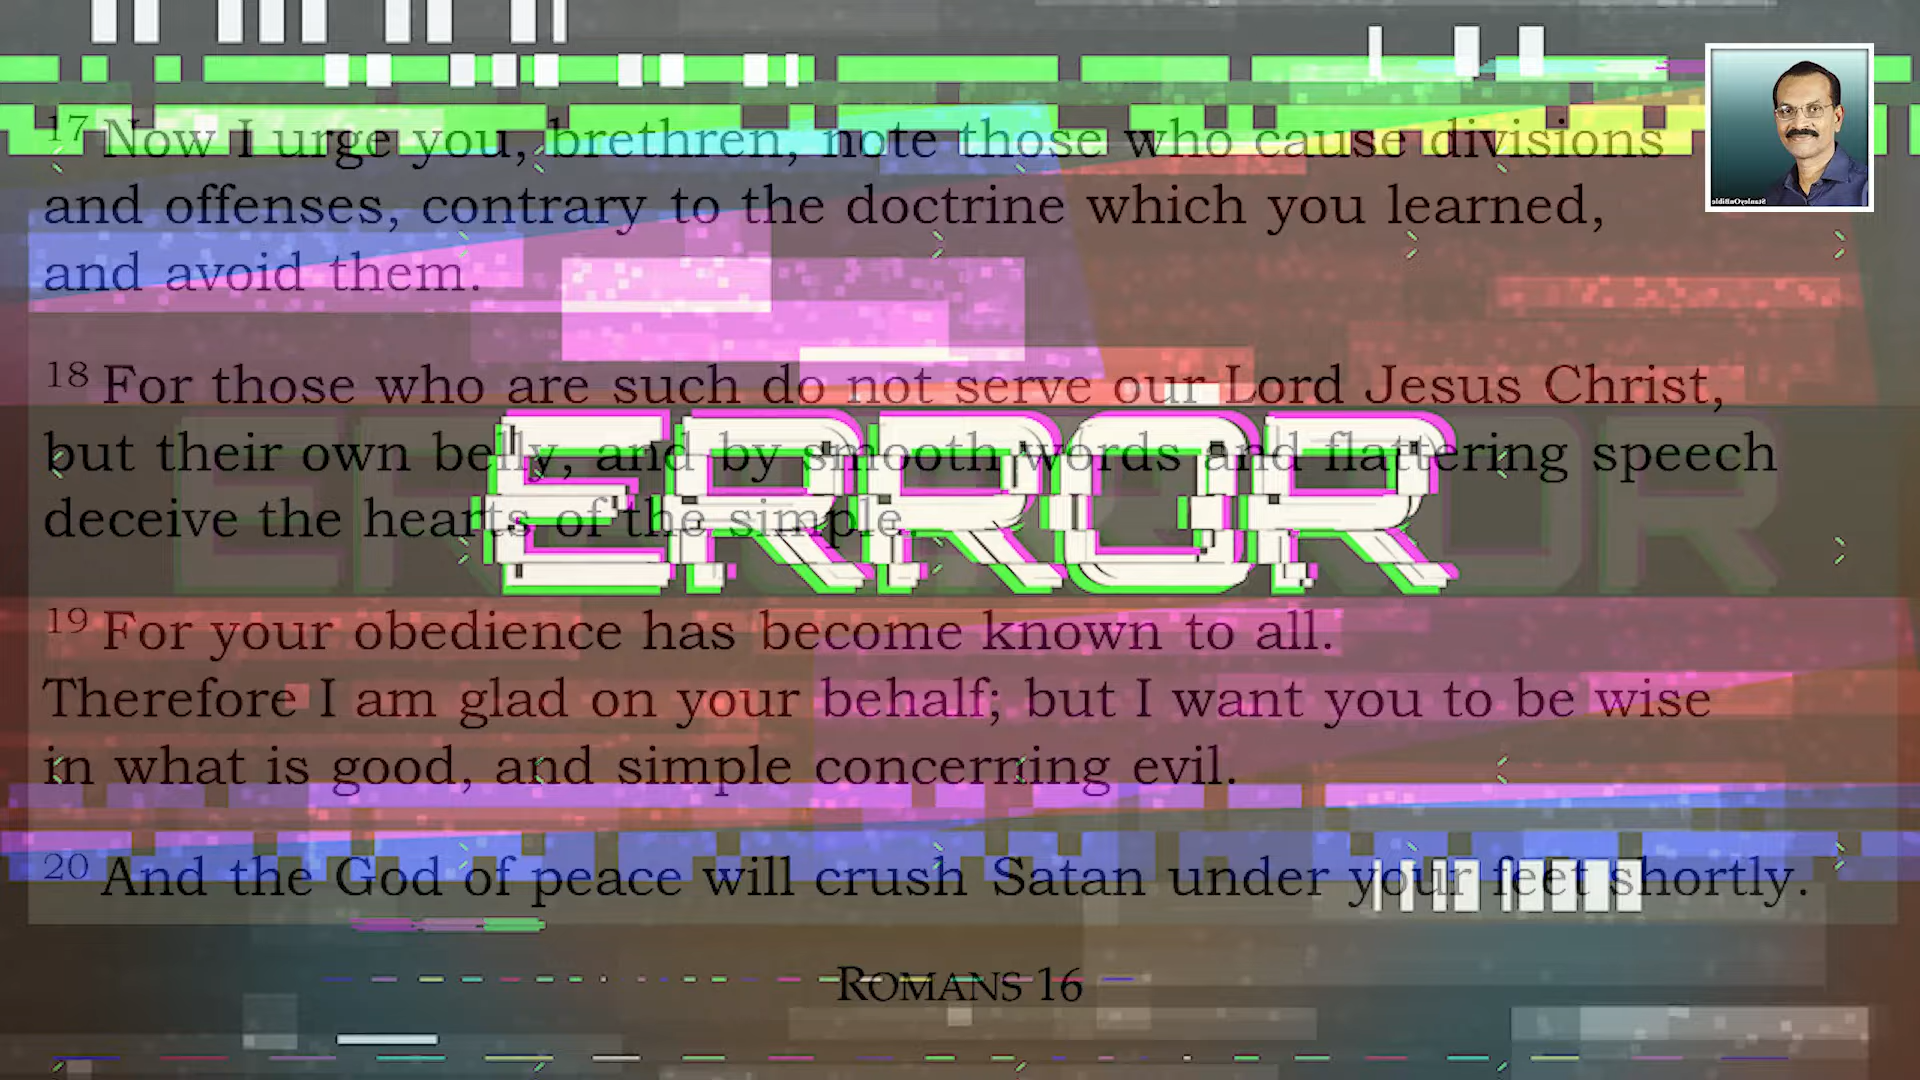 17 Now I urge you, brethren, note those who cause divisions
and offenses, contrary to the doctrine which you learned,
and avoid them.
18 For those who are such do not serve our Lord Jesus Christ,
but their own belly, and by smooth words and flattering speech
deceive the hearts of the simple.
ERROR
19 For your obedience has become known to all.
Therefore I am glad on your behalf; but I want you to be wise
in what is good, and simple concerning evil.
20 And the God of peace will crush Satan under your feet shortly.
ROMANS 16
StanleyOnBible